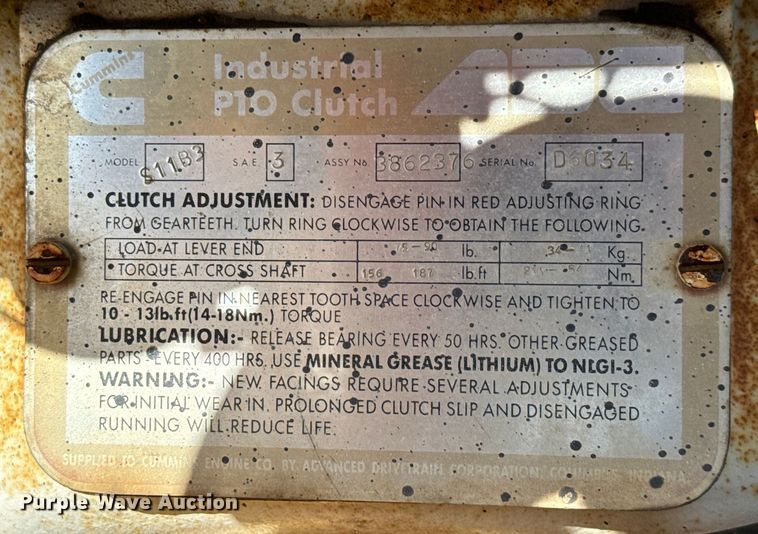 Cummins
Industrial
PTO Clutch
ADC
MODEL S11B3 S.A.E. 3 ASSY No 3862376 SERIAL No. D6034
CLUTCH ADJUSTMENT: DISENGAGE PIN IN RED ADJUSTING RING
FROM GEARTEETH. TURN RING CLOCKWISE TO OBTAIN THE FOLLOWING
LOAD AT LEVER END lb. Kg.
TORQUE AT CROSS SHAFT 156 187 lb.ft Nm.
RE-ENGAGE PIN IN NEAREST TOOTH SPACE CLOCKWISE AND TIGHTEN TO
10 - 13lb.ft(14-18Nm.) TORQUE
LUBRICATION:- RELEASE BEARING EVERY 50 HRS. OTHER GREASED
PARTS - EVERY 400 HRS. USE MINERAL GREASE (LITHIUM) TO NLGI-3.
WARNING:- NEW FACINGS REQUIRE SEVERAL ADJUSTMENTS
FOR INITIAL WEAR IN. PROLONGED CLUTCH SLIP AND DISENGAGED
RUNNING WILL REDUCE LIFE.
SUPPLIED TO CUMMINS ENGINE CO. BY ADVANCED DRIVETRAIN CORPORATION, COLUMBUS, INDIANA
Purple Wave Auction